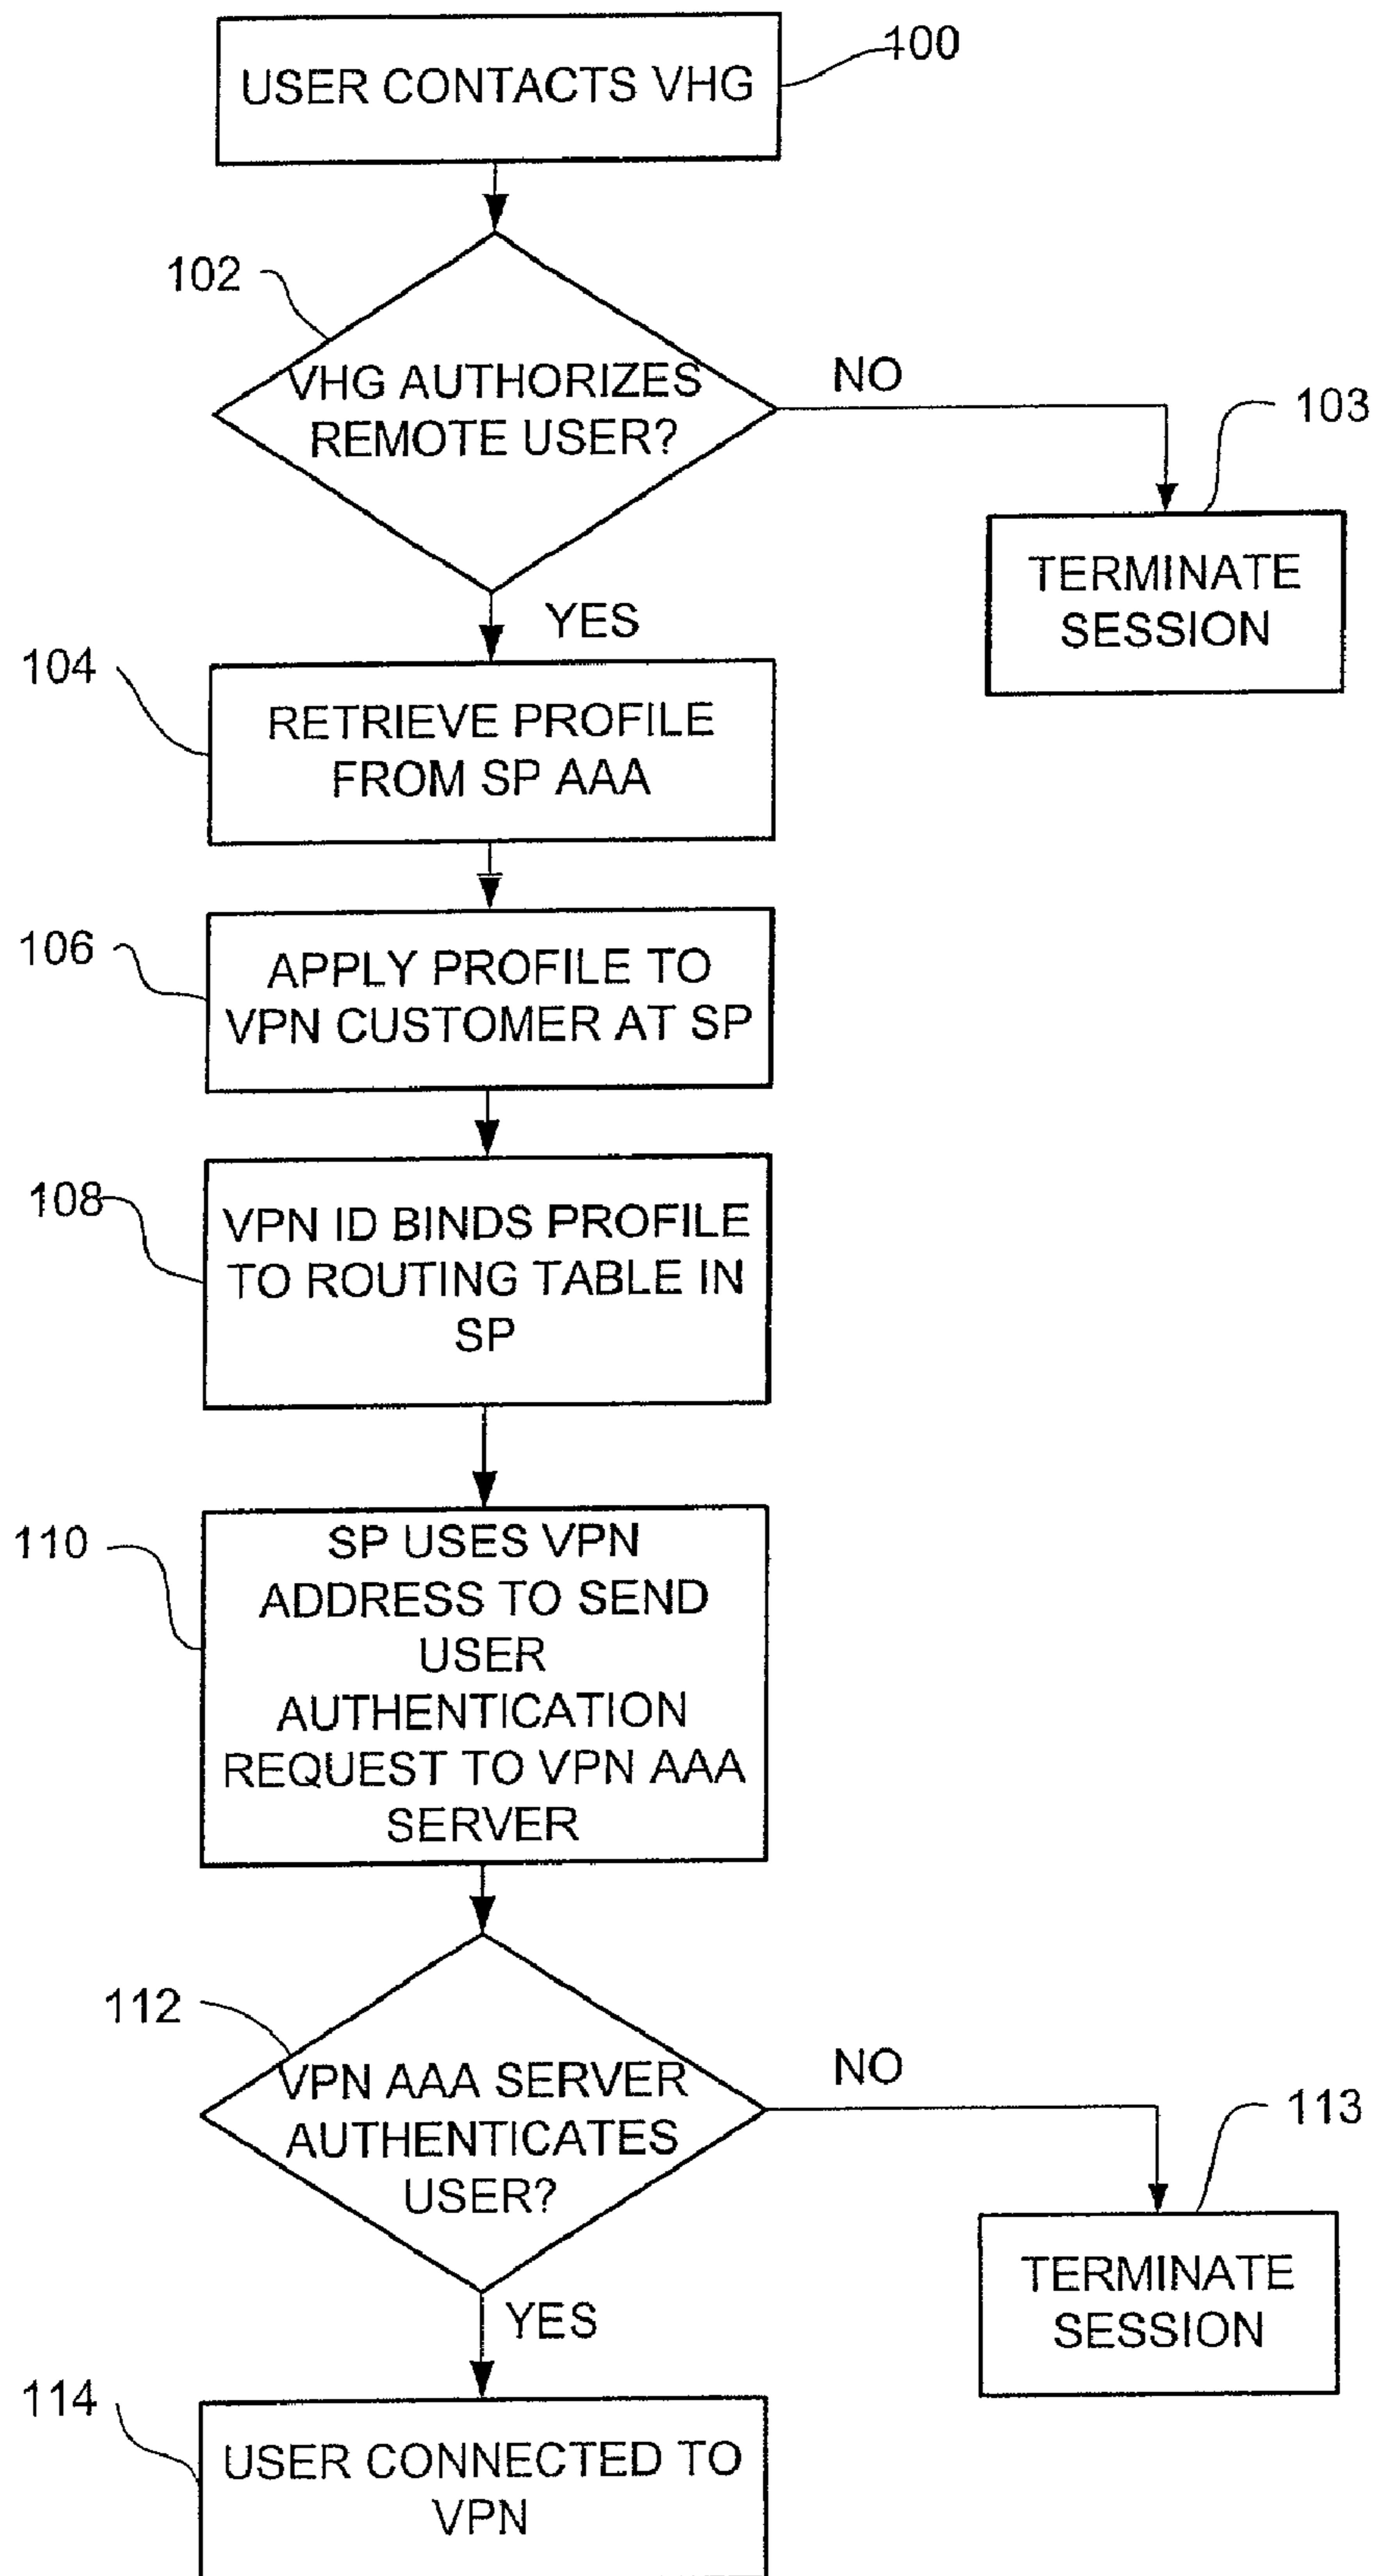 100
USER CONTACTS VHG
102
VHG AUTHORIZES
REMOTE USER?
NO
103
TERMINATE
SESSION
YES
104
RETRIEVE PROFILE
FROM SP AAA
106
APPLY PROFILE TO
VPN CUSTOMER AT SP
108
VPN ID BINDS PROFILE
TO ROUTING TABLE IN
SP
110
SP USES VPN
ADDRESS TO SEND
USER
AUTHENTICATION
REQUEST TO VPN AAA
SERVER
112
VPN AAA SERVER
AUTHENTICATES
USER?
NO
113
TERMINATE
SESSION
YES
114
USER CONNECTED TO
VPN